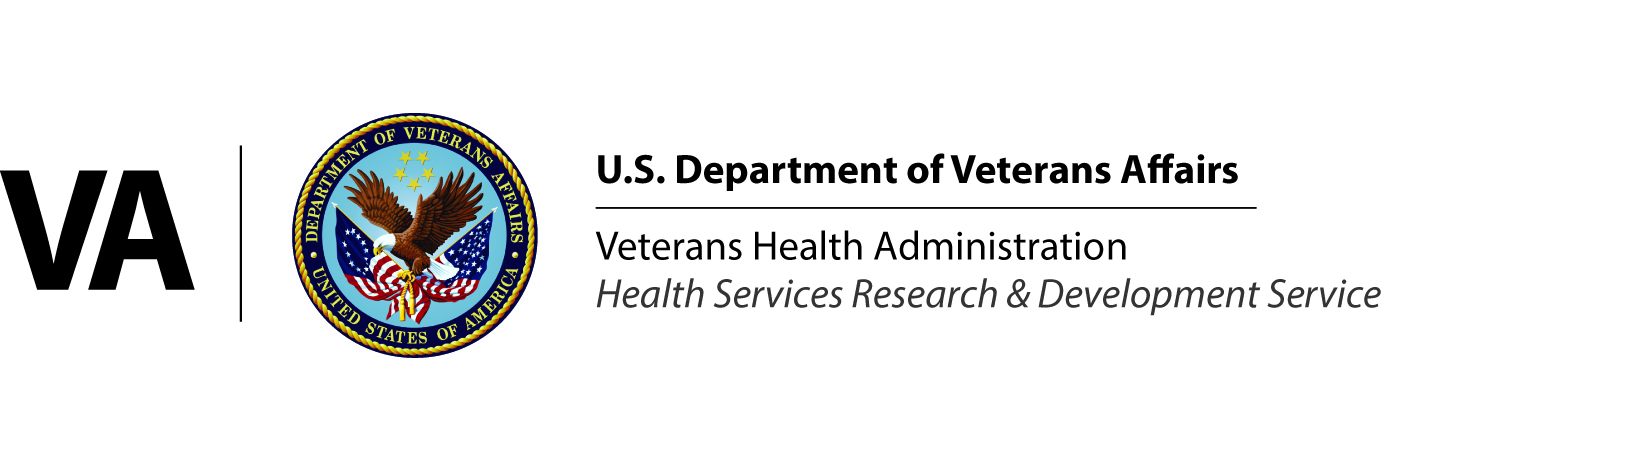 VA
DEPARTMENT OF VETERANS AFFAIRS
UNITED STATES OF AMERICA
U.S. Department of Veterans Affairs
Veterans Health Administration
Health Services Research & Development Service